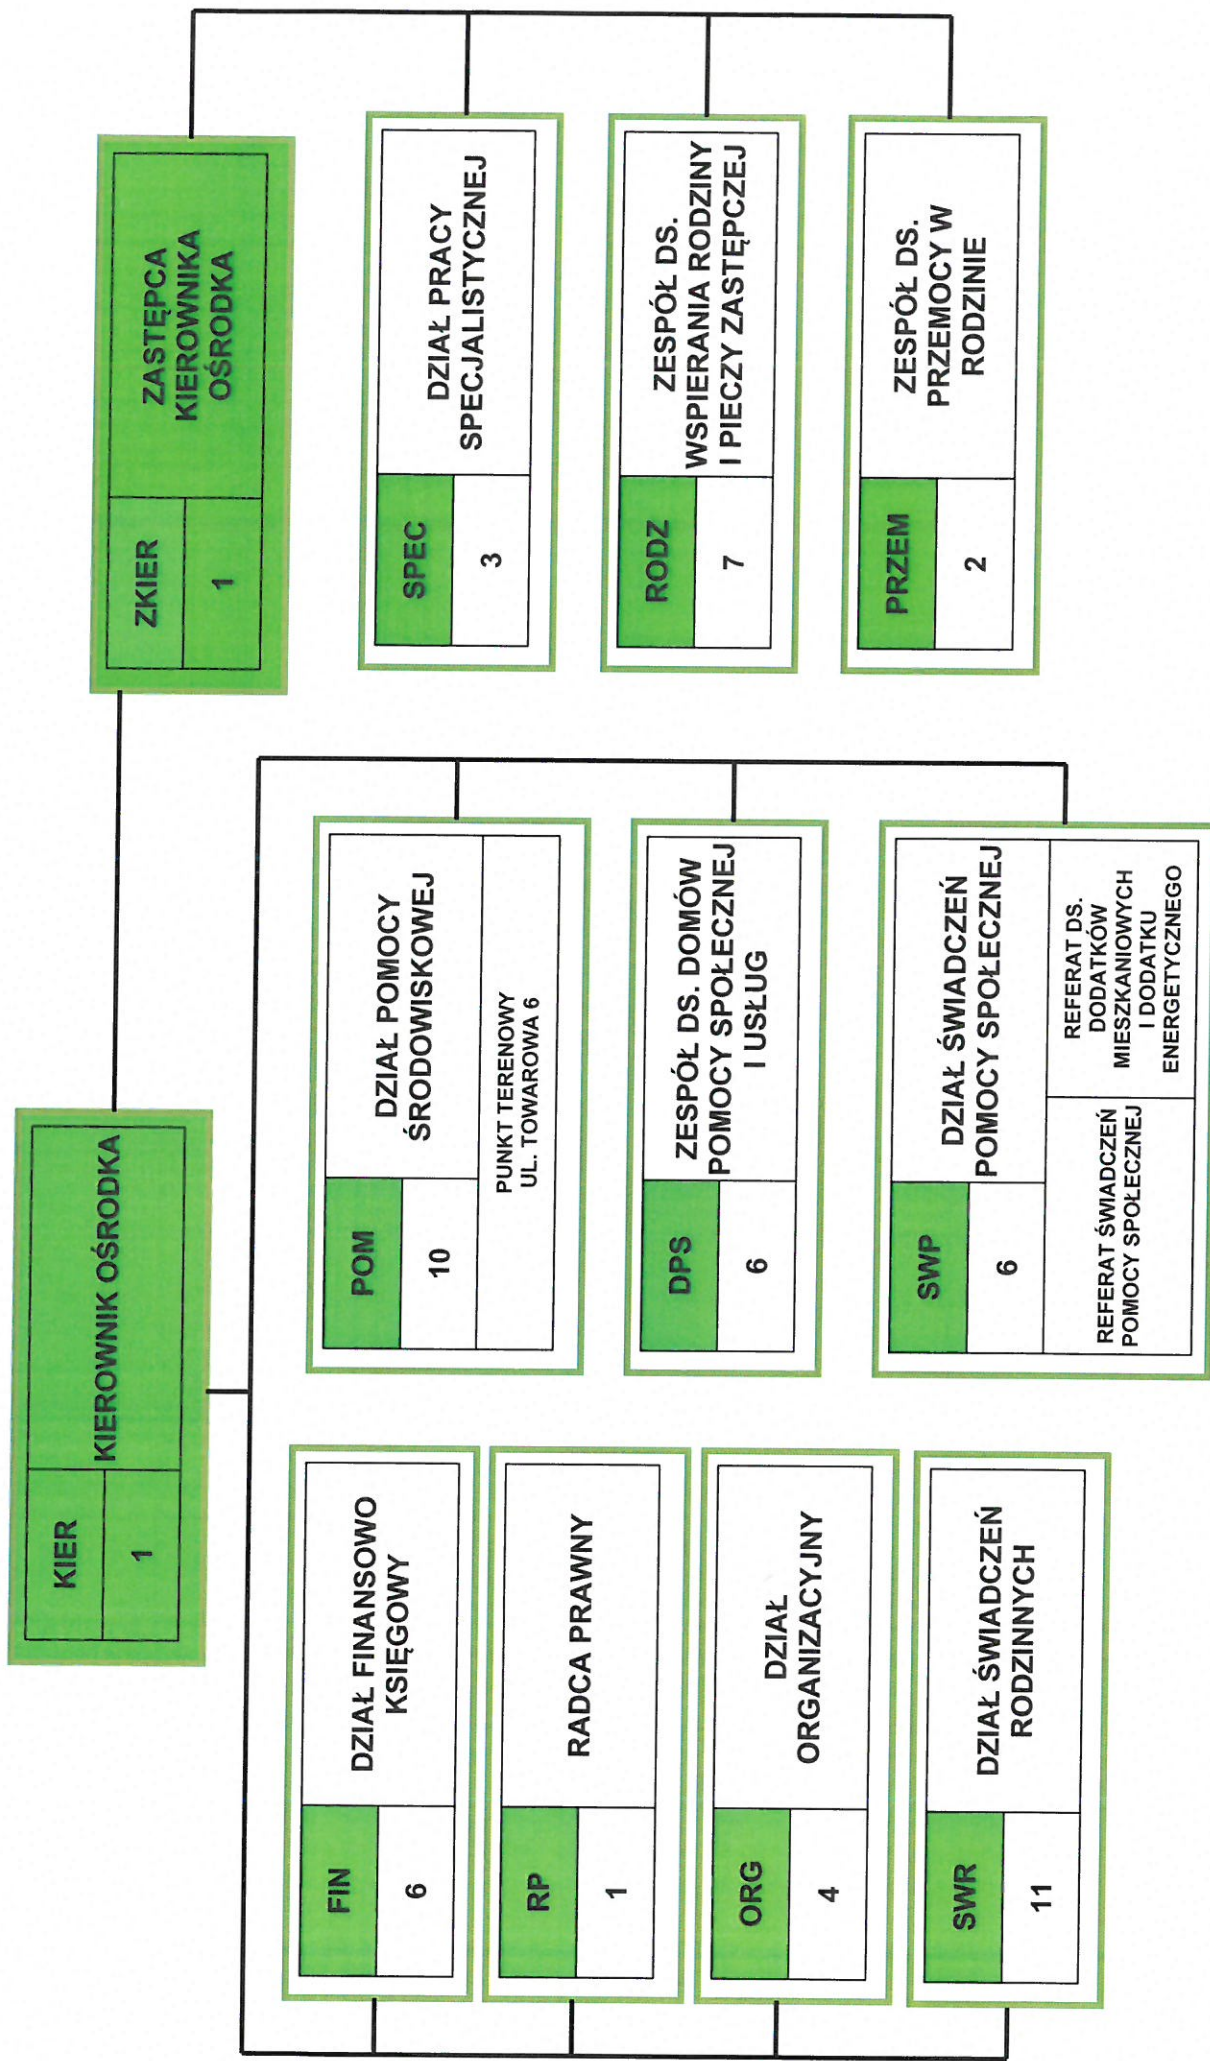 KIER
1
KIEROWNIK OŚRODKA
ZKIER
1
ZASTĘPCA
KIEROWNIKA
OŚRODKA
FIN
6
DZIAŁ FINANSOWO
KSIĘGOWY
RP
1
RADCA PRAWNY
ORG
4
DZIAŁ
ORGANIZACYJNY
SWR
11
DZIAŁ ŚWIADCZEŃ
RODZINNYCH
POM
10
DZIAŁ POMOCY
ŚRODOWISKOWEJ
PUNKT TERENOWY
UL. TOWAROWA 6
DPS
6
ZESPÓŁ DS. DOMÓW
POMOCY SPOŁECZNEJ
I USŁUG
SWP
6
DZIAŁ ŚWIADCZEŃ
POMOCY SPOŁECZNEJ
REFERAT ŚWIADCZEŃ
POMOCY SPOŁECZNEJ
REFERAT DS.
DODATKÓW
MIESZKANIOWYCH
I DODATKU
ENERGETYCZNEGO
SPEC
3
DZIAŁ PRACY
SPECJALISTYCZNEJ
RODZ
7
ZESPÓŁ DS.
WSPIERANIA RODZINY
I PIECZY ZASTĘPCZEJ
PRZEM
2
ZESPÓŁ DS.
PRZEMOCY W
RODZINIE